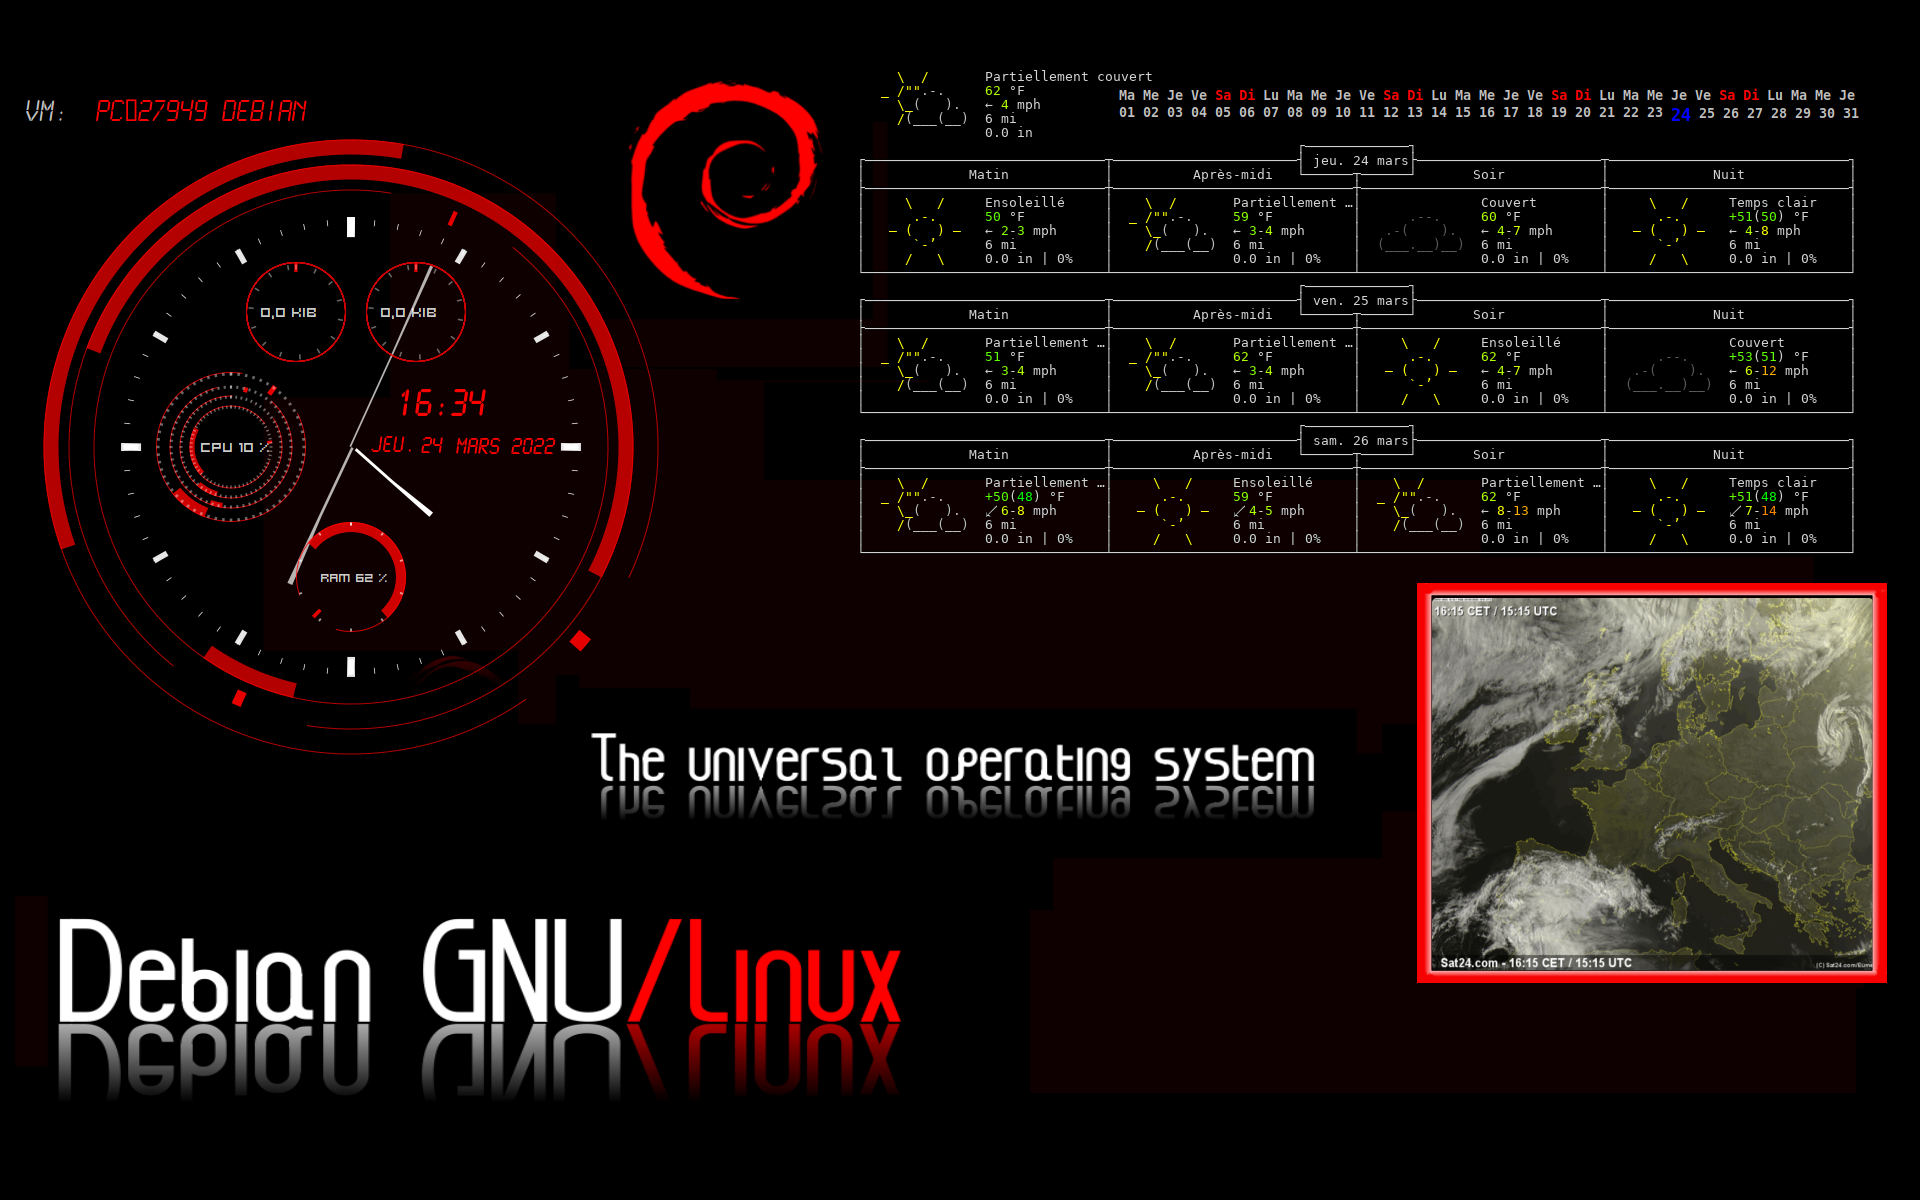 VM: PC027949 DEBIAN
0,0 KIB 0,0 KIB
16:34
CPU 10 %
JEU. 24 MARS 2022
RAM 62 %
Partiellement couvert
62 °F
← 4 mph
6 mi
0.0 in
Ma Me Je Ve Sa Di Lu Ma Me Je Ve Sa Di Lu Ma Me Je Ve Sa Di Lu Ma Me Je Ve Sa Di Lu Ma Me Je
01 02 03 04 05 06 07 08 09 10 11 12 13 14 15 16 17 18 19 20 21 22 23 24 25 26 27 28 29 30 31
jeu. 24 mars
Matin Après-midi Soir Nuit
Ensoleillé Partiellement … Couvert Temps clair
50 °F 59 °F 60 °F +51(50) °F
← 2-3 mph ← 3-4 mph ← 4-7 mph ← 4-8 mph
6 mi 6 mi 6 mi 6 mi
0.0 in | 0% 0.0 in | 0% 0.0 in | 0% 0.0 in | 0%
ven. 25 mars
Matin Après-midi Soir Nuit
Partiellement … Partiellement … Ensoleillé Couvert
51 °F 62 °F 62 °F +53(51) °F
← 3-4 mph ← 3-4 mph ← 4-7 mph ← 6-12 mph
6 mi 6 mi 6 mi 6 mi
0.0 in | 0% 0.0 in | 0% 0.0 in | 0% 0.0 in | 0%
sam. 26 mars
Matin Après-midi Soir Nuit
Partiellement … Ensoleillé Partiellement … Temps clair
+50(48) °F 59 °F 62 °F +51(48) °F
↙ 6-8 mph ↙ 4-5 mph ← 8-13 mph ↙ 7-14 mph
6 mi 6 mi 6 mi 6 mi
0.0 in | 0% 0.0 in | 0% 0.0 in | 0% 0.0 in | 0%
16:15 CET / 15:15 UTC
Sat24.com - 16:15 CET / 15:15 UTC
(C) Sat24.com/Eume
The universal operating system
Debian GNU/Linux